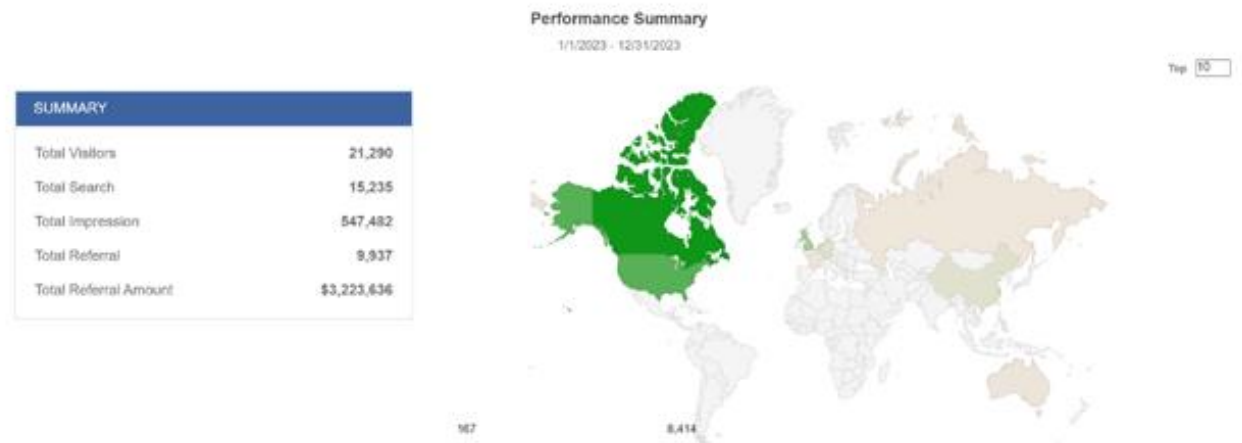 Performance Summary
1/1/2023 - 12/31/2023
Top 10
SUMMARY
Total Visitors 21,290
Total Search 15,235
Total Impression 547,482
Total Referral 9,937
Total Referral Amount $3,223,636
167 8,414